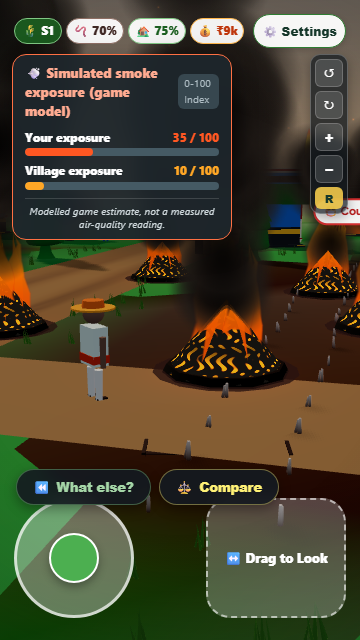 S1
70%
75%
₹9k
Settings
Simulated smoke
exposure (game
model)
0-100
Index
Your exposure
35 / 100
Village exposure
10 / 100
Modelled game estimate, not a measured
air-quality reading.
↺
↻
+
−
R
Cou
What else?
Compare
Drag to Look